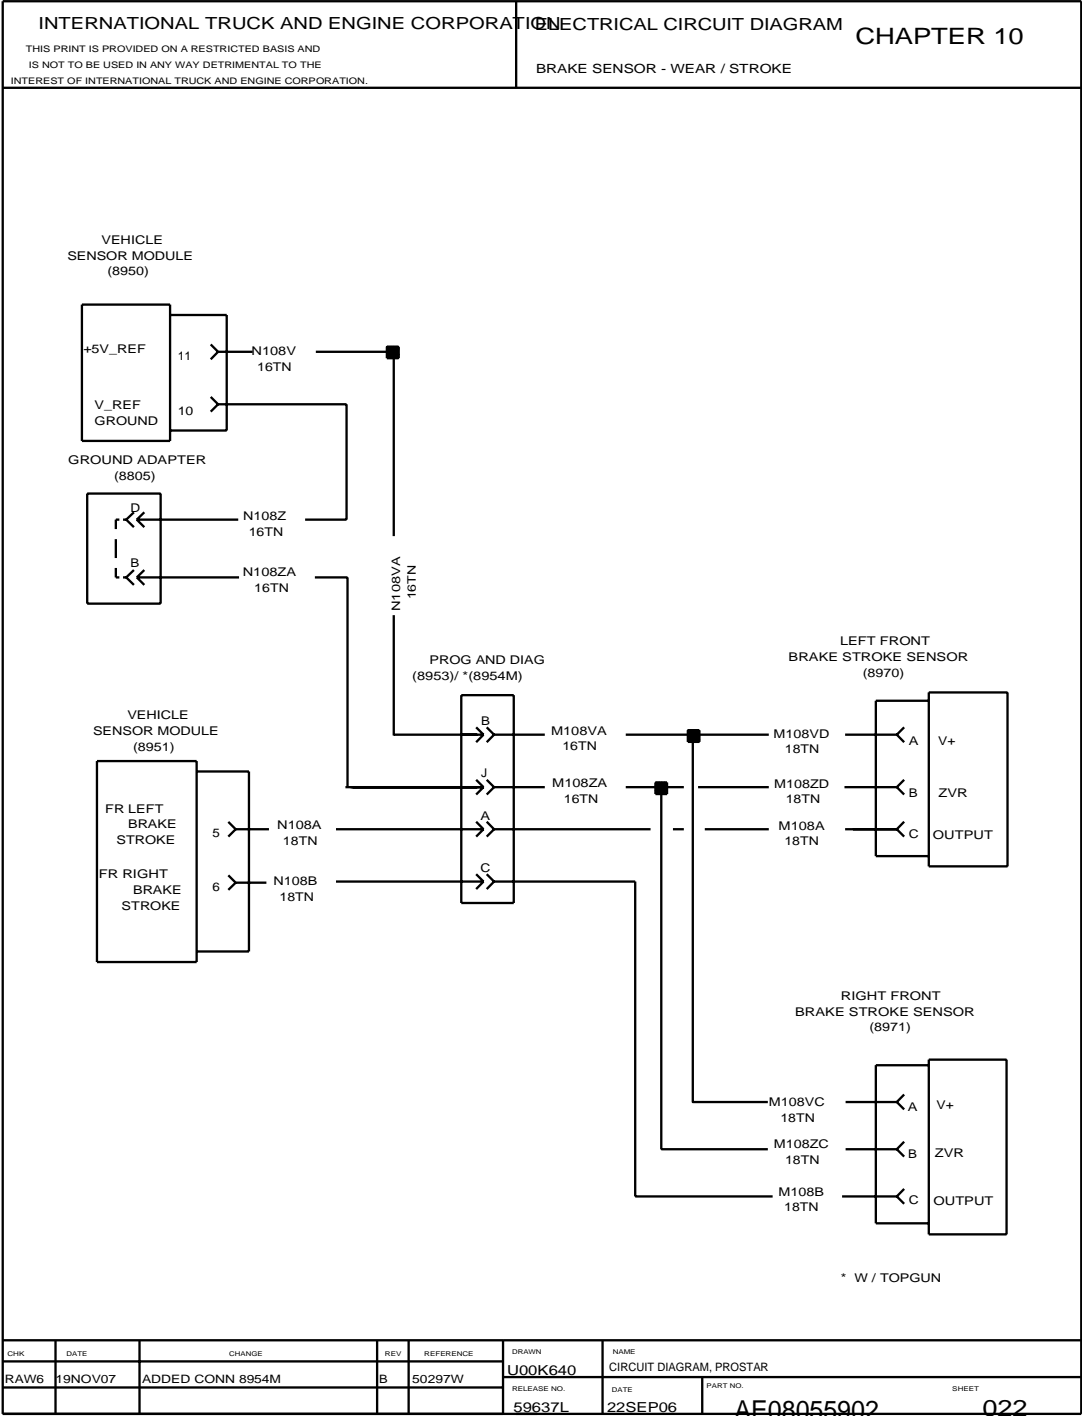 INTERNATIONAL TRUCK AND ENGINE CORPORATION
THIS PRINT IS PROVIDED ON A RESTRICTED BASIS AND
IS NOT TO BE USED IN ANY WAY DETRIMENTAL TO THE
INTEREST OF INTERNATIONAL TRUCK AND ENGINE CORPORATION.
ELECTRICAL CIRCUIT DIAGRAM
CHAPTER 10
BRAKE SENSOR - WEAR / STROKE
VEHICLE
SENSOR MODULE
(8950)
+5V_REF
11
N108V
16TN
V_REF
GROUND
10
GROUND ADAPTER
(8805)
D
N108Z
16TN
B
N108ZA
16TN
N108VA
16TN
PROG AND DIAG
(8953)/ *(8954M)
B
J
A
C
M108VA
16TN
M108ZA
16TN
VEHICLE
SENSOR MODULE
(8951)
FR LEFT
BRAKE
STROKE
5
N108A
18TN
FR RIGHT
BRAKE
STROKE
6
N108B
18TN
LEFT FRONT
BRAKE STROKE SENSOR
(8970)
M108VD
18TN
A
V+
M108ZD
18TN
B
ZVR
M108A
18TN
C
OUTPUT
RIGHT FRONT
BRAKE STROKE SENSOR
(8971)
M108VC
18TN
A
V+
M108ZC
18TN
B
ZVR
M108B
18TN
C
OUTPUT
* W / TOPGUN
CHK DATE CHANGE REV REFERENCE
RAW6 19NOV07 ADDED CONN 8954M B 50297W
DRAWN
U00K640
NAME
CIRCUIT DIAGRAM, PROSTAR
RELEASE NO.
59637L
DATE
22SEP06
PART NO.
AE08055902
SHEET
022